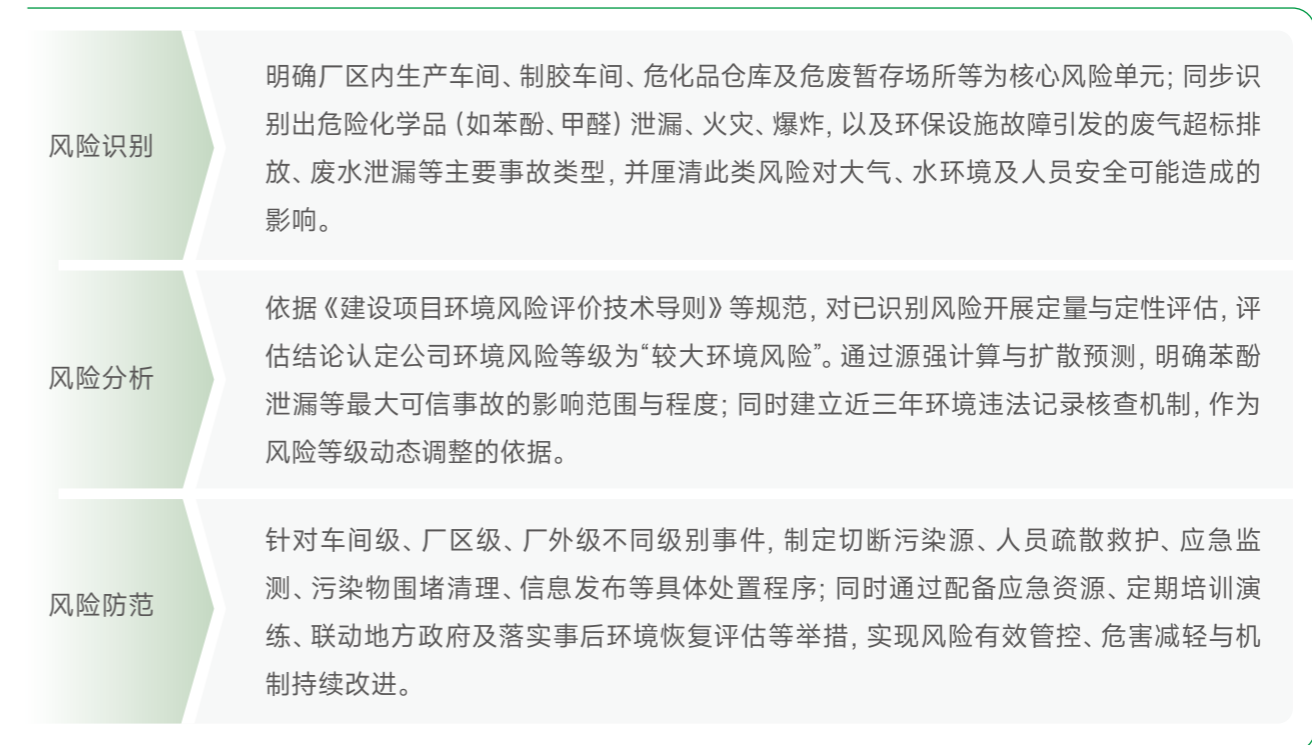 风险识别
明确厂区内生产车间、制胶车间、危化品仓库及危废暂存场所等为核心风险单元；同步识
别出危险化学品（如苯酚、甲醛）泄漏、火灾、爆炸，以及环保设施故障引发的废气超标排
放、废水泄漏等主要事故类型，并厘清此类风险对大气、水环境及人员安全可能造成的
影响。
风险分析
依据《建设项目环境风险评价技术导则》等规范，对已识别风险开展定量与定性评估，评
估结论认定公司环境风险等级为“较大环境风险”。通过源强计算与扩散预测，明确苯酚
泄漏等最大可信事故的影响范围与程度；同时建立近三年环境违法记录核查机制，作为
风险等级动态调整的依据。
风险防范
针对车间级、厂区级、厂外级不同级别事件，制定切断污染源、人员疏散救护、应急监
测、污染物围堵清理、信息发布等具体处置程序；同时通过配备应急资源、定期培训演
练、联动地方政府及落实事后环境恢复评估等举措，实现风险有效管控、危害减轻与机
制持续改进。